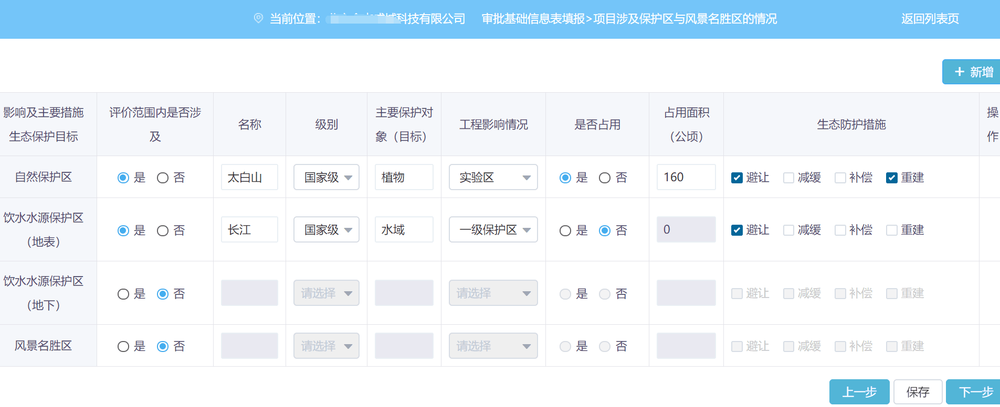 当前位置： 科技有限公司 审批基础信息表填报>项目涉及保护区与风景名胜区的情况 返回列表页
+ 新增
影响及主要措施
生态保护目标
评价范围内是否涉
及
名称
级别
主要保护对
象（目标）
工程影响情况
是否占用
占用面积
（公顷）
生态防护措施
操
作
自然保护区 是 否 太白山 国家级 植物 实验区 是 否 160 避让 减缓 补偿 重建
饮水水源保护区
（地表）
是 否 长江 国家级 水域 一级保护区 是 否 0 避让 减缓 补偿 重建
饮水水源保护区
（地下）
是 否 请选择 请选择 是 否 避让 减缓 补偿 重建
风景名胜区 是 否 请选择 请选择 是 否 避让 减缓 补偿 重建
上一步 保存 下一步